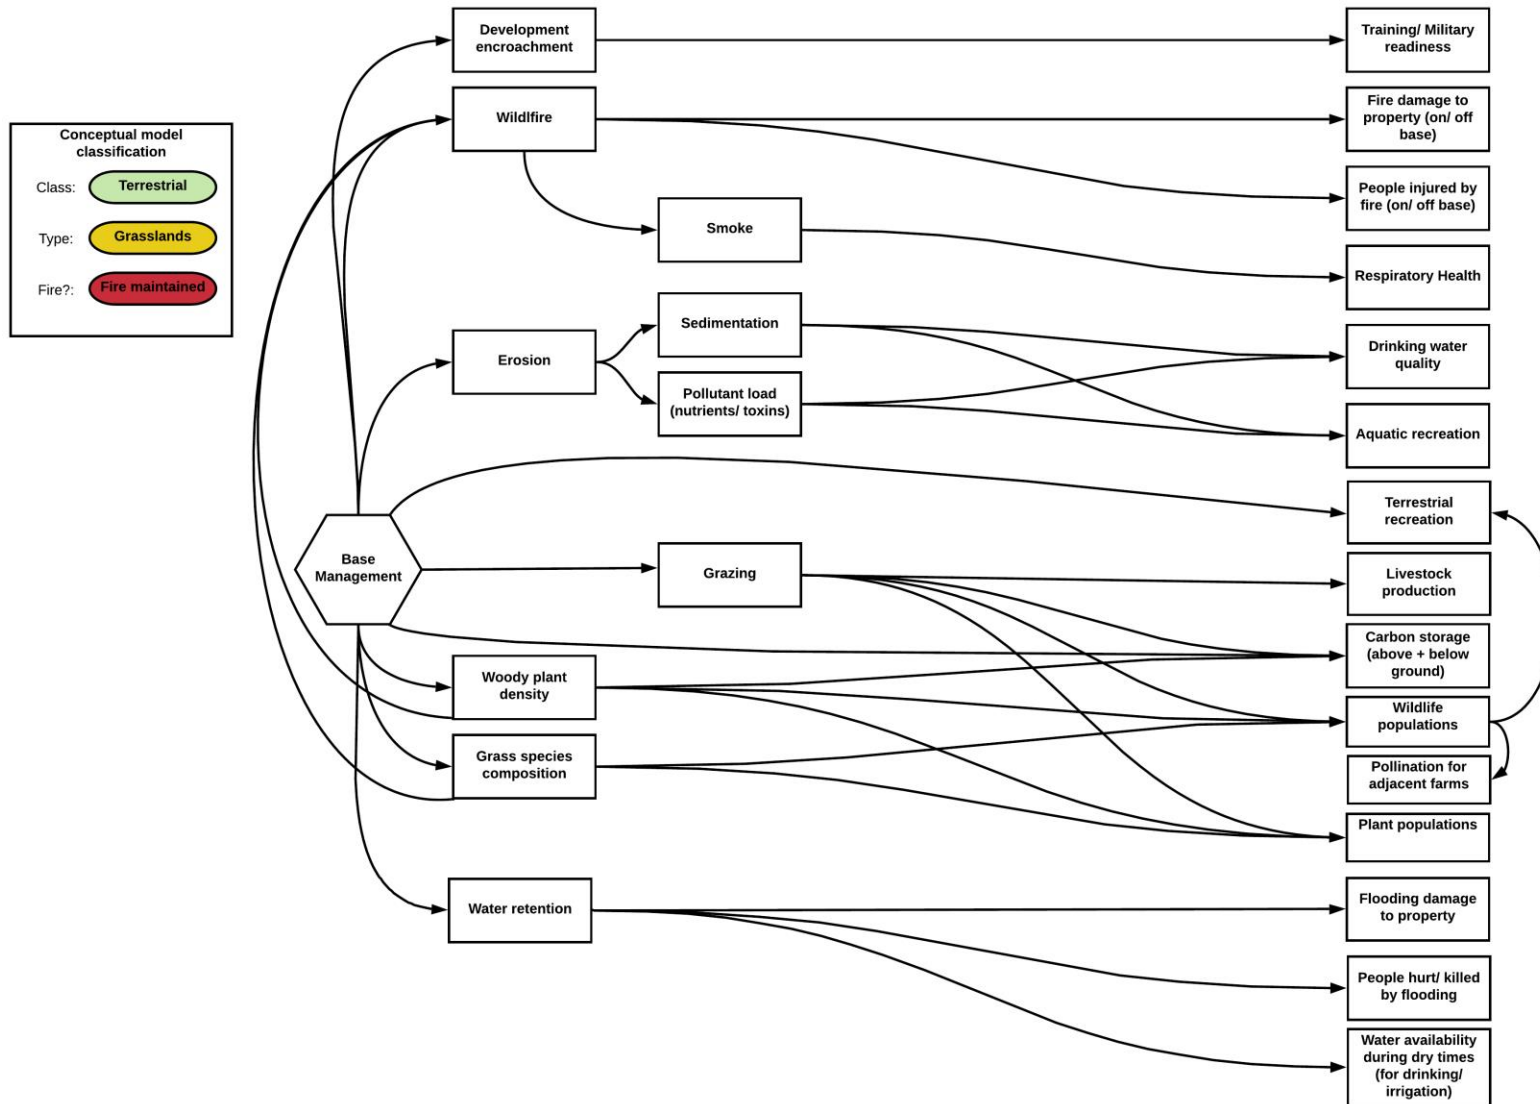 Conceptual model
classification
Class:
Terrestrial
Type:
Grasslands
Fire?:
Fire maintained
Development
encroachment
Wildlfire
Smoke
Erosion
Sedimentation
Pollutant load
(nutrients/ toxins)
Base
Management
Grazing
Woody plant
density
Grass species
composition
Water retention
Training/ Military
readiness
Fire damage to
property (on/ off
base)
People injured by
fire (on/ off base)
Respiratory Health
Drinking water
quality
Aquatic recreation
Terrestrial
recreation
Livestock
production
Carbon storage
(above + below
ground)
Wildlife
populations
Pollination for
adjacent farms
Plant populations
Flooding damage
to property
People hurt/ killed
by flooding
Water availability
during dry times
(for drinking/
irrigation)